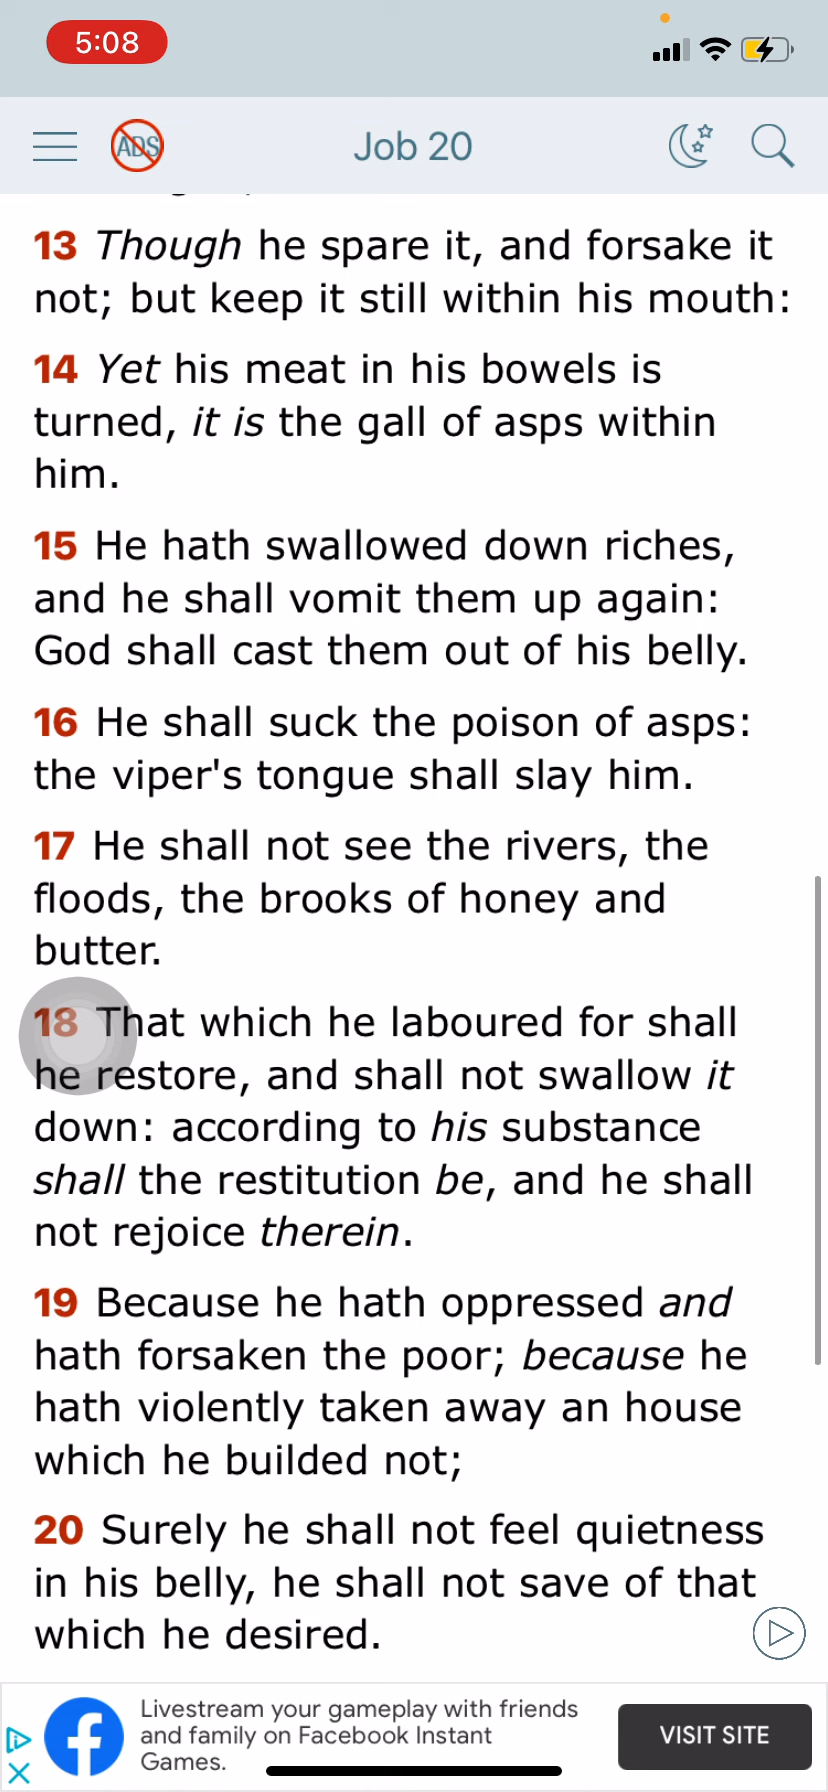 5:08
ADS
Job 20
13 Though he spare it, and forsake it
not; but keep it still within his mouth:
14 Yet his meat in his bowels is
turned, it is the gall of asps within
him.
15 He hath swallowed down riches,
and he shall vomit them up again:
God shall cast them out of his belly.
16 He shall suck the poison of asps:
the viper's tongue shall slay him.
17 He shall not see the rivers, the
floods, the brooks of honey and
butter.
18 That which he laboured for shall
he restore, and shall not swallow it
down: according to his substance
shall the restitution be, and he shall
not rejoice therein.
19 Because he hath oppressed and
hath forsaken the poor; because he
hath violently taken away an house
which he builded not;
20 Surely he shall not feel quietness
in his belly, he shall not save of that
which he desired.
Livestream your gameplay with friends
and family on Facebook Instant
Games.
VISIT SITE